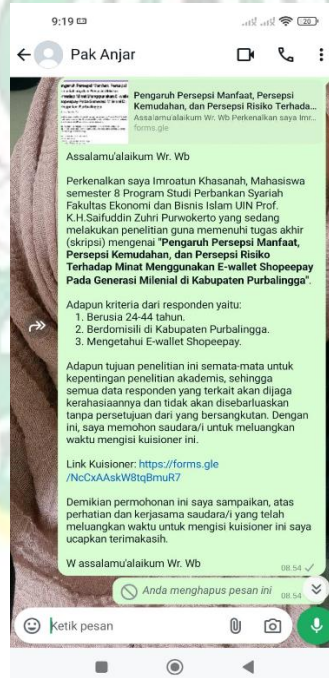 9:19
20
Pak Anjar
Pengaruh Persepsi Manfaat, Persepsi
Kemudahan, dan Persepsi Risiko Terhada...
Assalamu'alaikum Wr. Wb Perkenalkan saya Imr...
forms.gle
Assalamu'alaikum Wr. Wb
Perkenalkan saya Imroatun Khasanah, Mahasiswa
semester 8 Program Studi Perbankan Syariah
Fakultas Ekonomi dan Bisnis Islam UIN Prof.
K.H.Saifuddin Zuhri Purwokerto yang sedang
melakukan penelitian guna memenuhi tugas akhir
(skripsi) mengenai "Pengaruh Persepsi Manfaat,
Persepsi Kemudahan, dan Persepsi Risiko
Terhadap Minat Menggunakan E-wallet Shopeepay
Pada Generasi Milenial di Kabupaten Purbalingga".
Adapun kriteria dari responden yaitu:
1. Berusia 24-44 tahun.
2. Berdomisili di Kabupaten Purbalingga.
3. Mengetahui E-wallet Shopeepay.
Adapun tujuan penelitian ini semata-mata untuk
kepentingan penelitian akademis, sehingga
semua data responden yang terkait akan dijaga
kerahasiaannya dan tidak akan disebarluaskan
tanpa persetujuan dari yang bersangkutan. Dengan
ini, saya memohon saudara/i untuk meluangkan
waktu mengisi kuisioner ini.
Link Kuisioner: https://forms.gle
/NcCxAAskW8tqBmuR7
Demikian permohonan ini saya sampaikan, atas
perhatian dan kerjasama saudara/i yang telah
meluangkan waktu untuk mengisi kuisioner ini saya
ucapkan terimakasih.
W assalamu'alaikum Wr. Wb
08.54
Anda menghapus pesan ini 08.54
Ketik pesan